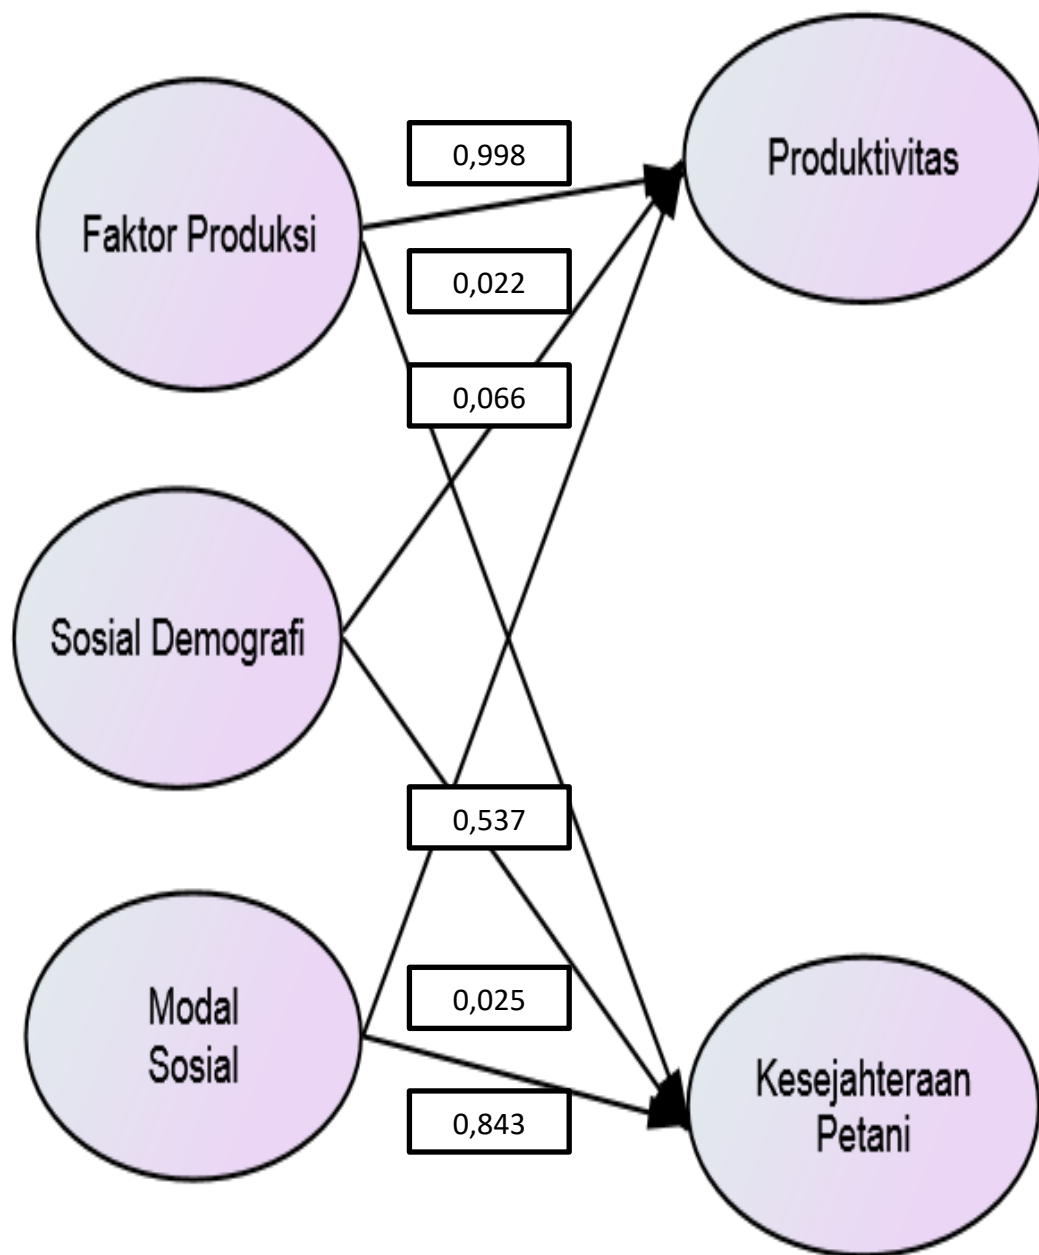 Faktor Produksi
0,998
Produktivitas
0,022
0,066
Sosial Demografi
0,537
Modal
Sosial
0,025
0,843
Kesejahteraan
Petani